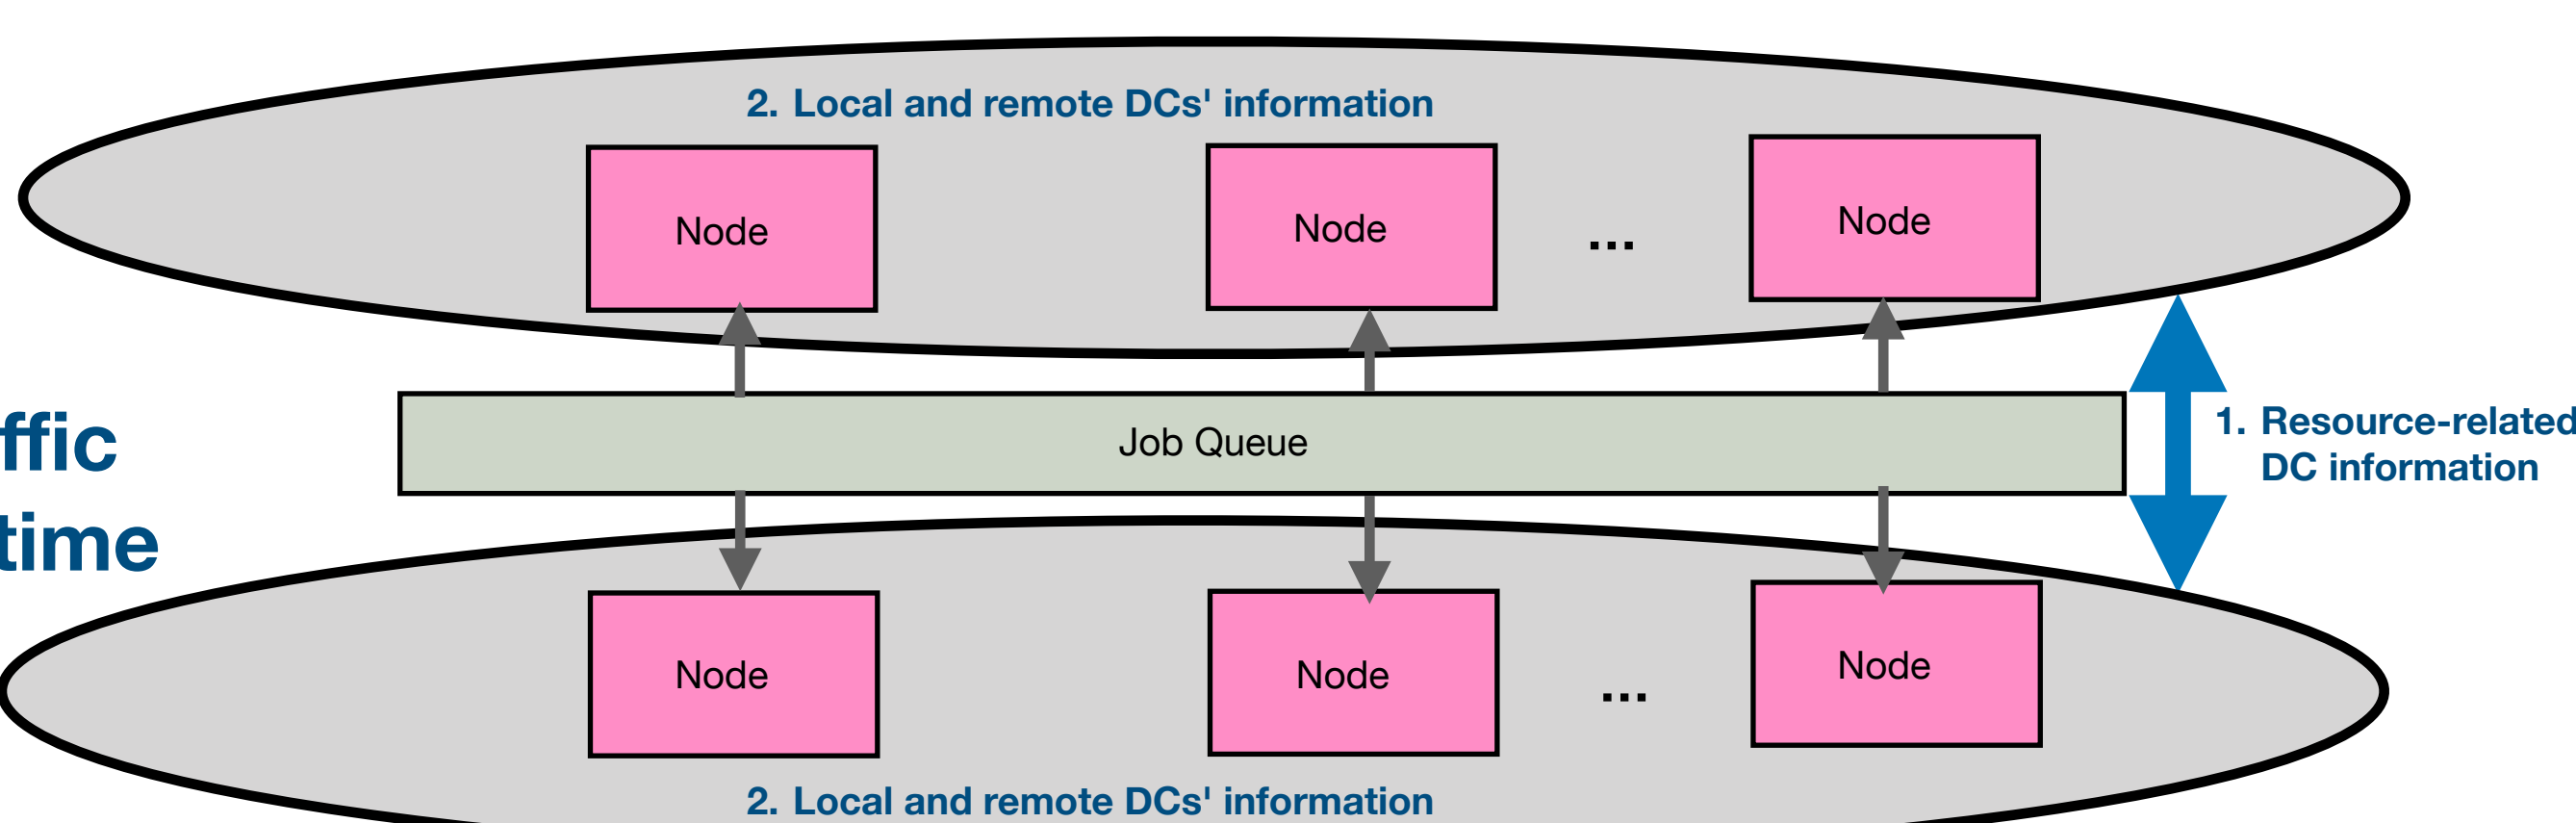 2. Local and remote DCs' information
Node
Node
...
Node
ffic
time
Job Queue
1. Resource-related
DC information
Node
Node
...
Node
2. Local and remote DCs' information